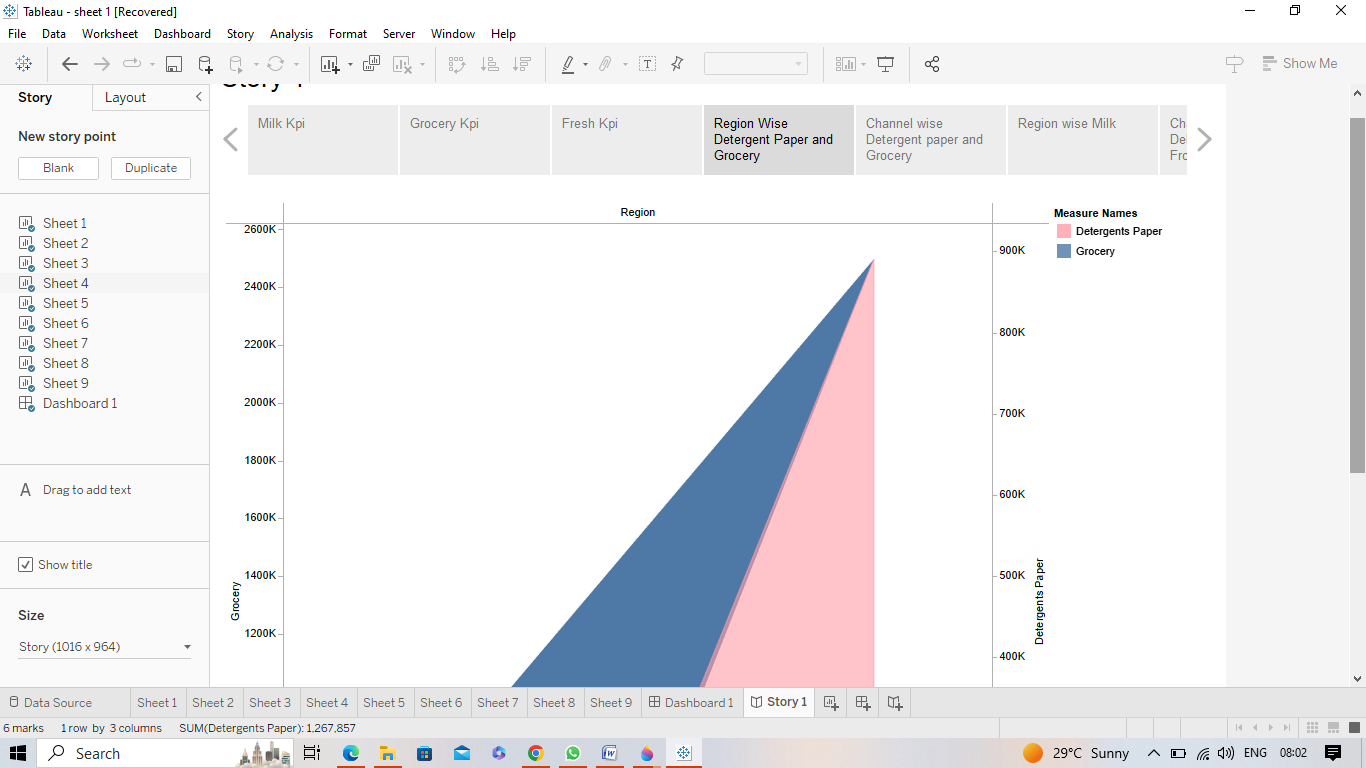 Tableau - sheet 1 [Recovered]
File Data Worksheet Dashboard Story Analysis Format Server Window Help
Show Me
Story Layout
New story point
Blank Duplicate
Sheet 1
Sheet 2
Sheet 3
Sheet 4
Sheet 5
Sheet 6
Sheet 7
Sheet 8
Sheet 9
Dashboard 1
A Drag to add text
Show title
Size
Story (1016 x 964)
Milk Kpi
Grocery Kpi
Fresh Kpi
Region Wise
Detergent Paper and
Grocery
Channel wise
Detergent paper and
Grocery
Region wise Milk
Region
2600K
2400K
2200K
2000K
1800K
1600K
1400K
1200K
Grocery
900K
800K
700K
600K
500K
400K
Detergents Paper
Measure Names
Detergents Paper
Grocery
Data Source Sheet 1 Sheet 2 Sheet 3 Sheet 4 Sheet 5 Sheet 6 Sheet 7 Sheet 8 Sheet 9 Dashboard 1 Story 1
6 marks 1 row by 3 columns SUM(Detergents Paper): 1,267,857
Search 29°C Sunny ENG 08:02